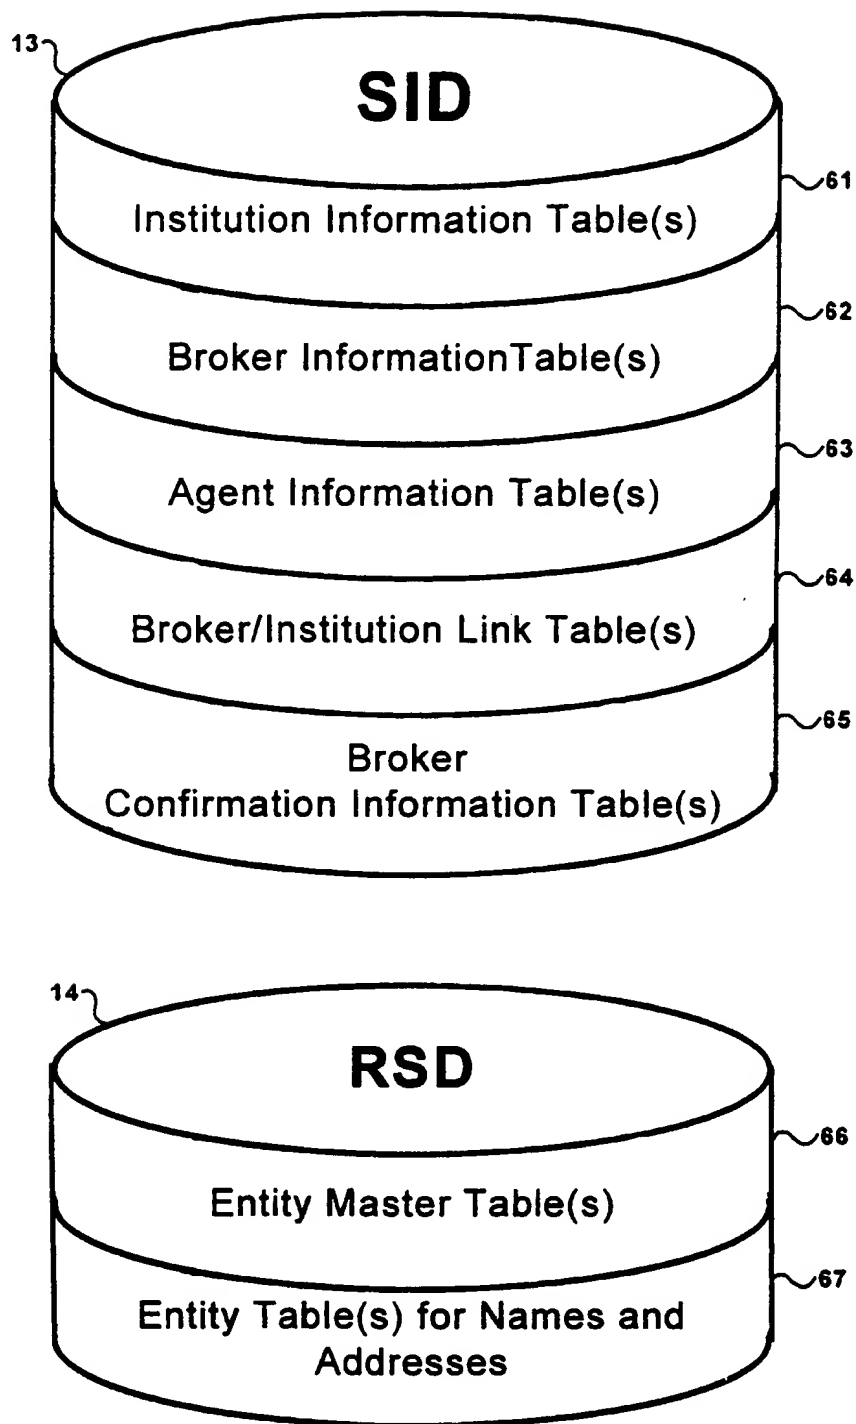 13
SID
61
Institution Information Table(s)
62
Broker InformationTable(s)
63
Agent Information Table(s)
64
Broker/Institution Link Table(s)
65
Broker
Confirmation Information Table(s)
14
RSD
66
Entity Master Table(s)
67
Entity Table(s) for Names and
Addresses